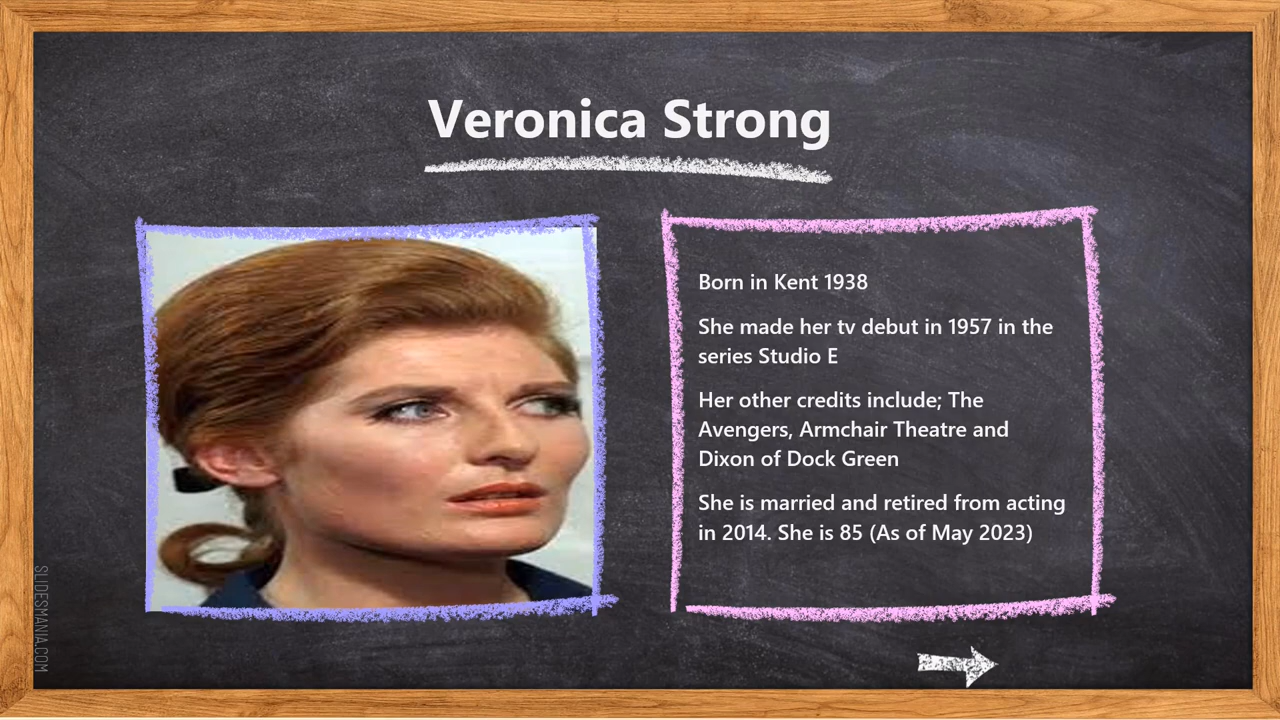 Veronica Strong
Born in Kent 1938
She made her tv debut in 1957 in the
series Studio E
Her other credits include; The
Avengers, Armchair Theatre and
Dixon of Dock Green
She is married and retired from acting
in 2014. She is 85 (As of May 2023)
SLIDESMANIA.COM